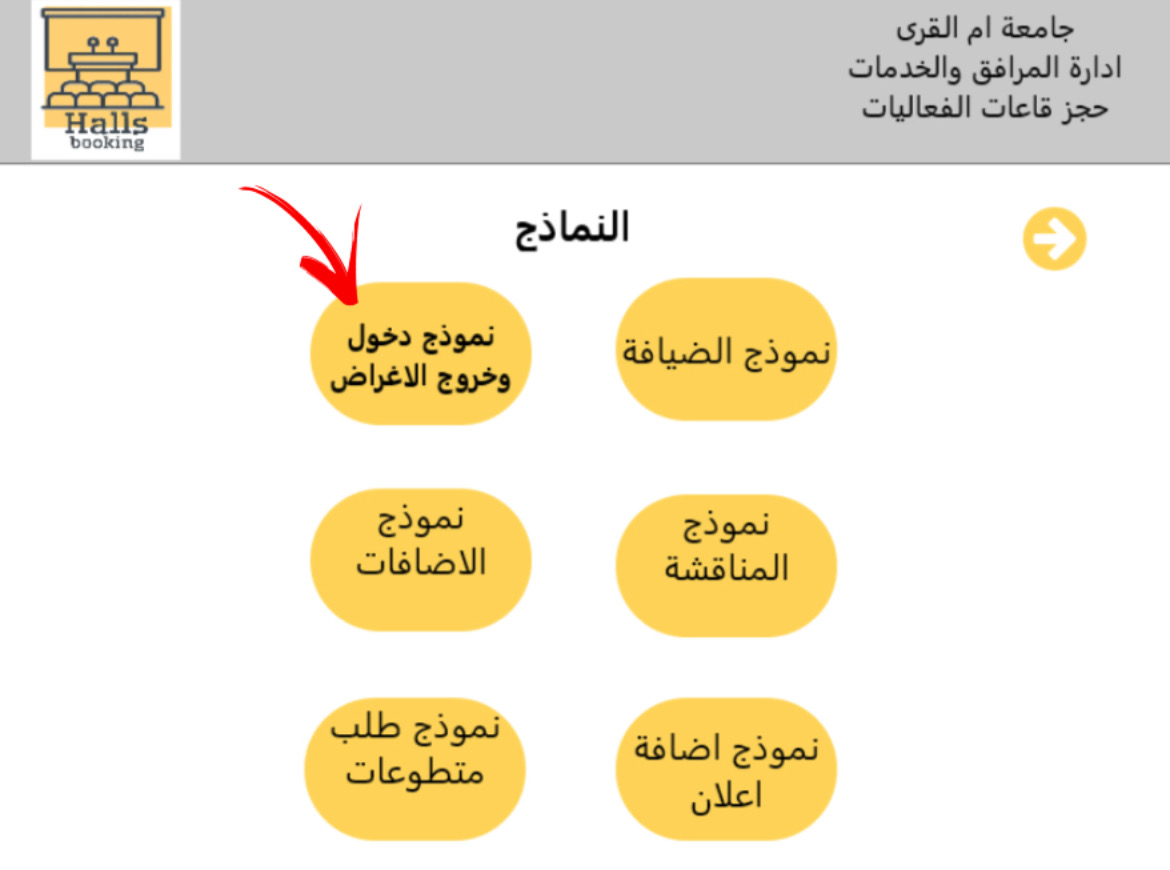 جامعة ام القرى
ادارة المرافق والخدمات
حجز قاعات الفعاليات
Halls
booking
النماذج
نموذج الضيافة
نموذج دخول
وخروج الاغراض
نموذج
المناقشة
نموذج
الاضافات
نموذج اضافة
اعلان
نموذج طلب
متطوعات